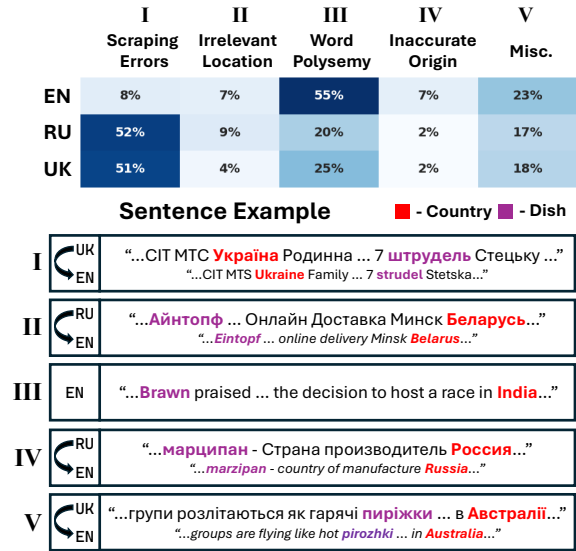 I II III IV V
Scraping Errors Irrelevant Location Word Polysemy Inaccurate Origin Misc.
EN 8% 7% 55% 7% 23%
RU 52% 9% 20% 2% 17%
UK 51% 4% 25% 2% 18%
Sentence Example - Country - Dish
I UK EN
“...СІТ МТС Україна Родинна ... 7 штрудель Стецьку ...”
“...CIT MTS Ukraine Family ... 7 strudel Stetska...”
II RU EN
“...Айнтопф ... Онлайн Доставка Минск Беларусь...”
“...Eintopf ... online delivery Minsk Belarus...”
III EN “...Brawn praised ... the decision to host a race in India...”
IV RU EN
“...марципан - Страна производитель Россия...”
“...marzipan - country of manufacture Russia...”
V UK EN
“...групи розлітаються як гарячі пиріжки ... в Австралії...”
“...groups are flying like hot pirozhki ... in Australia...”